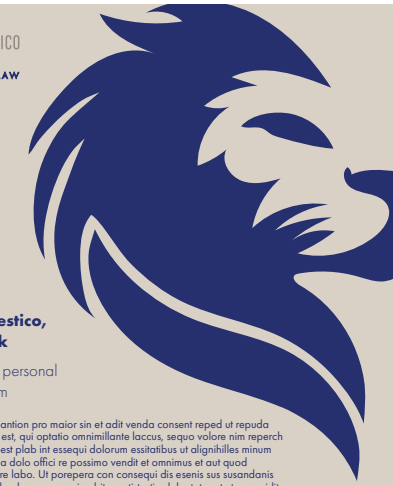 ICO
LAW
estico,
k
personal
m
antion pro maior sin et adit venda consent reped ut repuda
est, qui optatio omnimillante laccus, sequo volore nim reperch
est plab int essequi dolorum essitatibus ut alignihilles minum
a dolo offici re possimo vendit et omnimus et aut quod
re labo. Ut porepera con consequi dis esenis sus susandanis